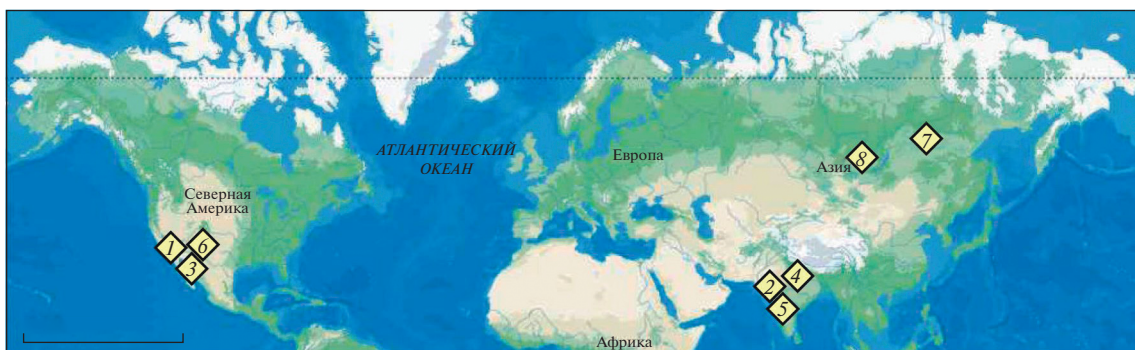 АТЛАНТИЧЕСКИЙ
ОКЕАН
Европа
Азия
7
8
Северная
Америка
1
6
3
2
4
5
Африка